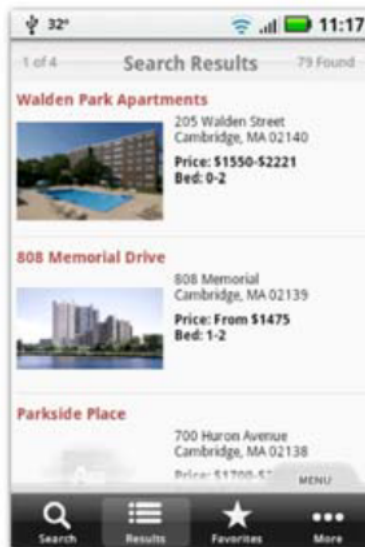 32° 11:17
1 of 4 Search Results 79 Found
Walden Park Apartments
205 Walden Street
Cambridge, MA 02140
Price: $1550-$2221
Bed: 0-2
808 Memorial Drive
808 Memorial
Cambridge, MA 02139
Price: From $1475
Bed: 1-2
Parkside Place
700 Huron Avenue
Cambridge, MA 02138
Price: $1700-
MENU
Search Results Favorites More